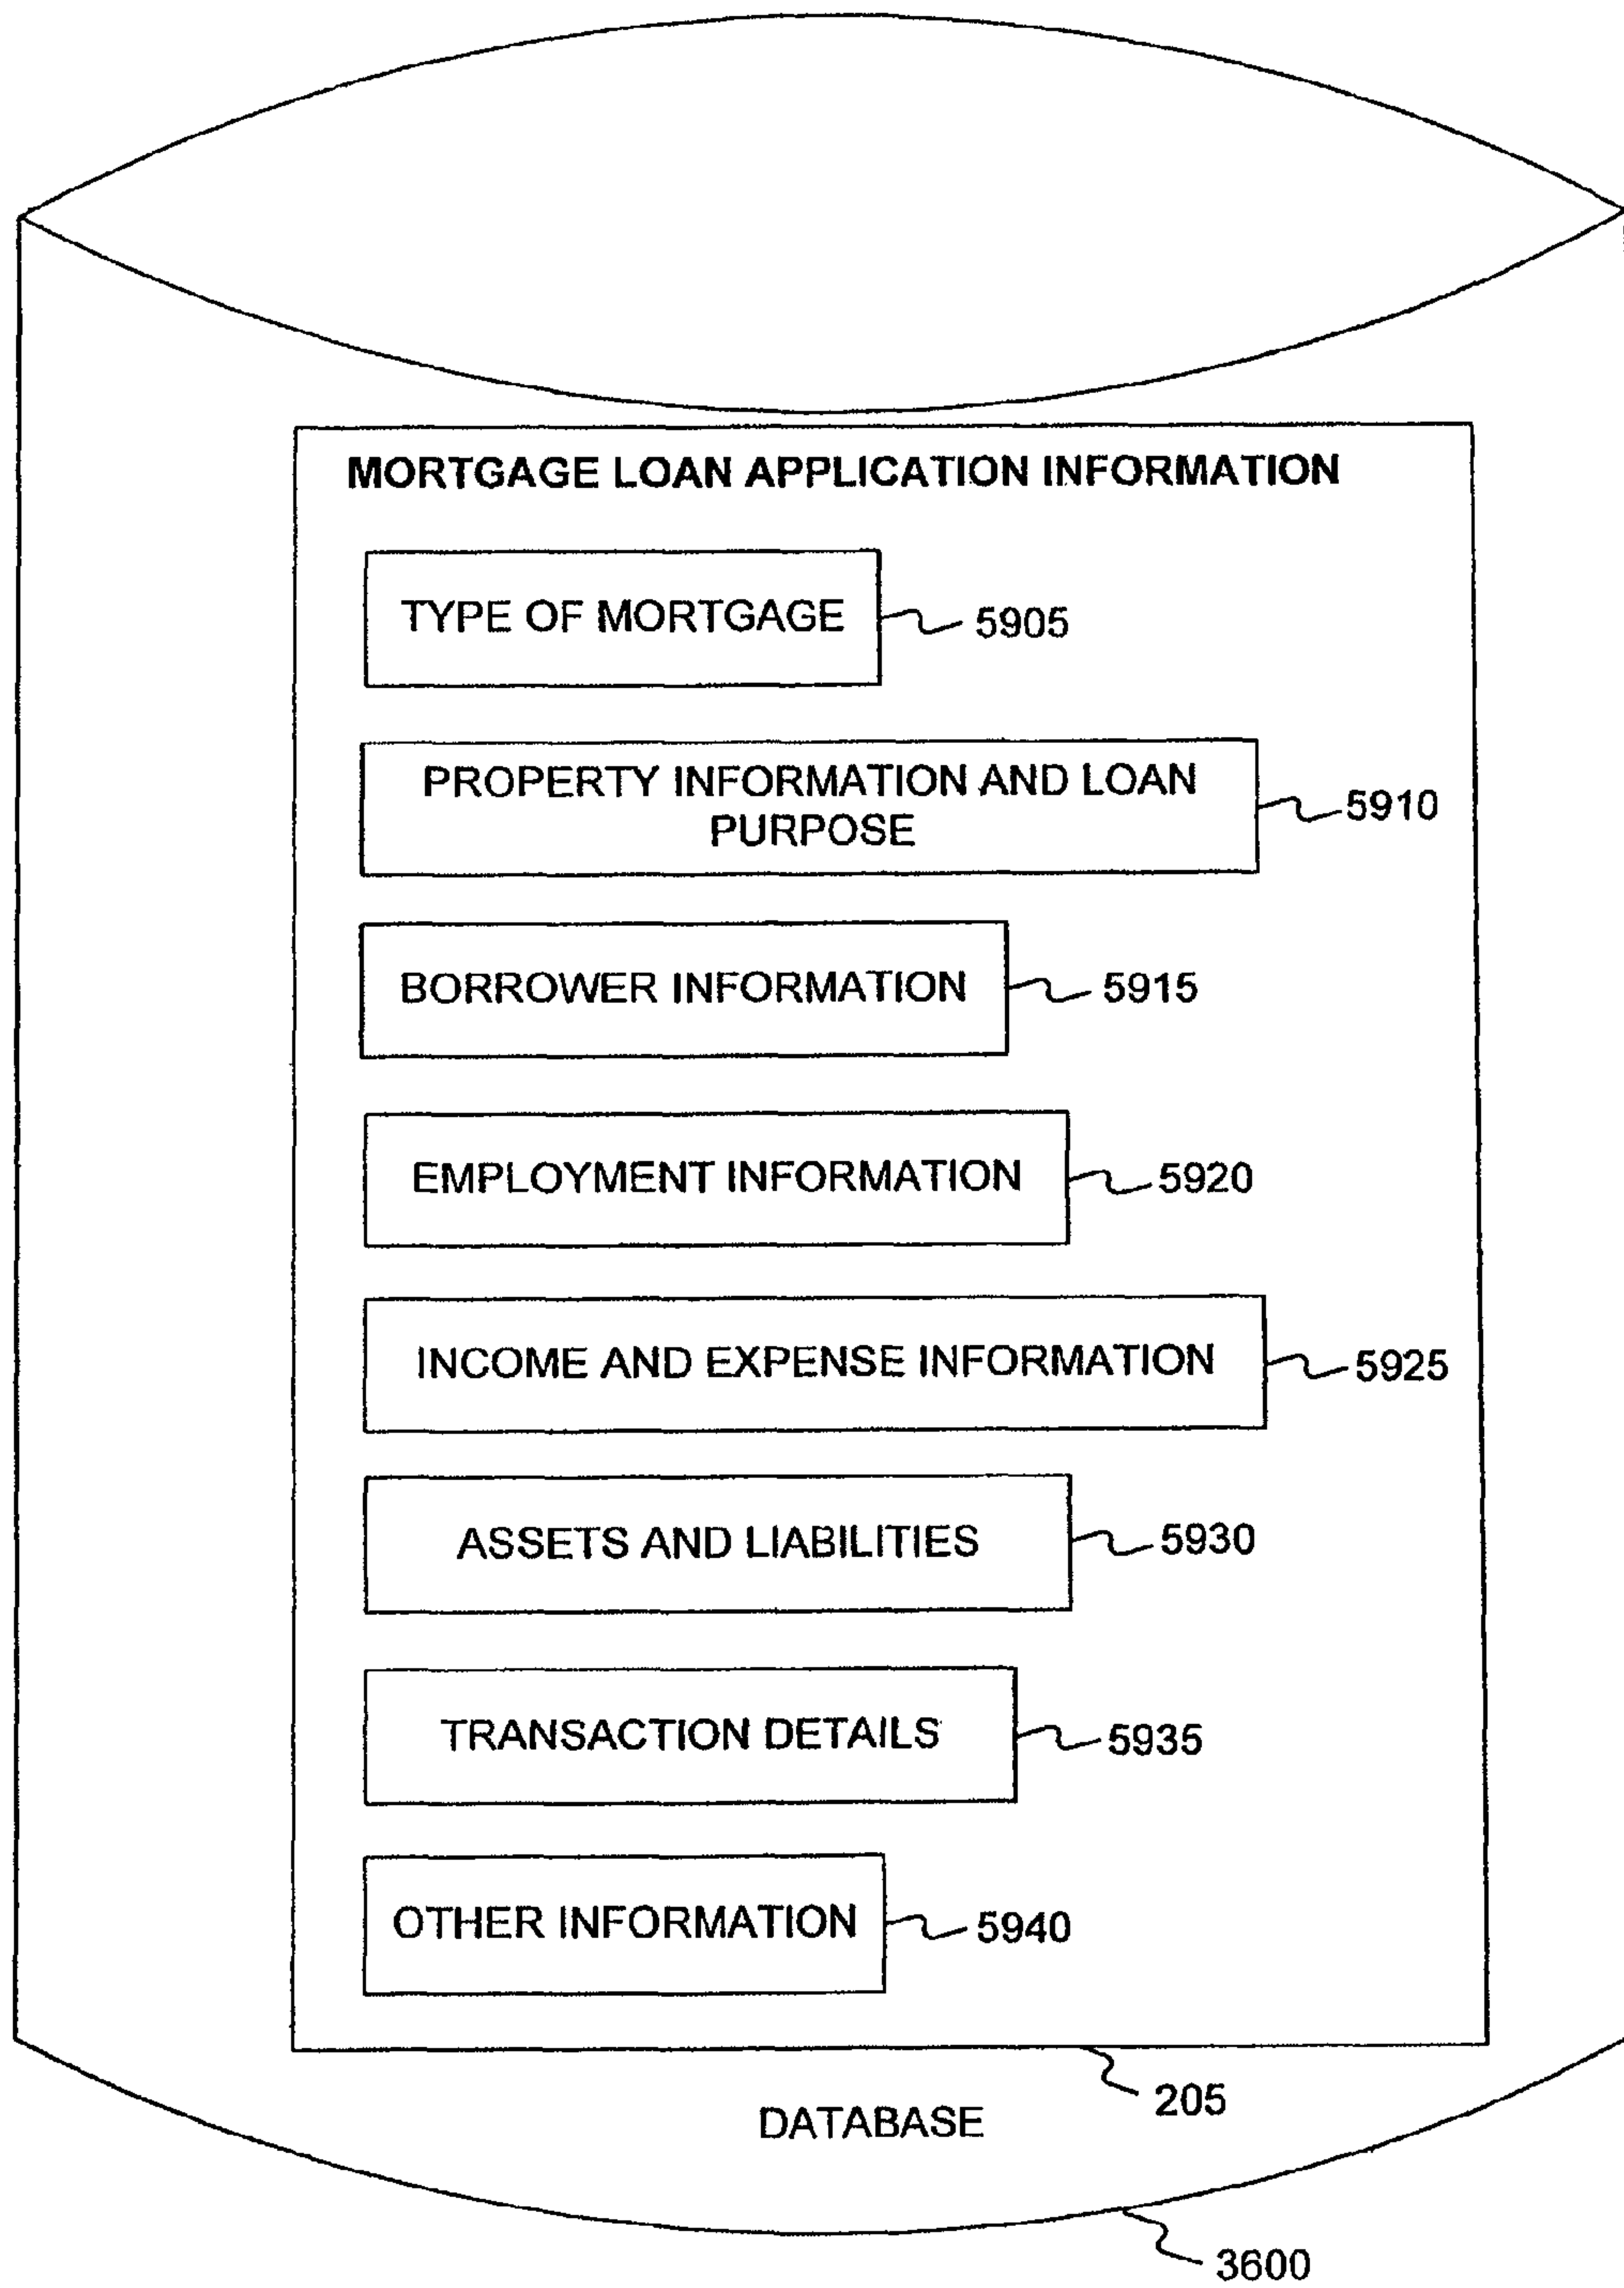 MORTGAGE LOAN APPLICATION INFORMATION
TYPE OF MORTGAGE
5905
PROPERTY INFORMATION AND LOAN
PURPOSE
5910
BORROWER INFORMATION
5915
EMPLOYMENT INFORMATION
5920
INCOME AND EXPENSE INFORMATION
5925
ASSETS AND LIABILITIES
5930
TRANSACTION DETAILS
5935
OTHER INFORMATION
5940
205
DATABASE
3600